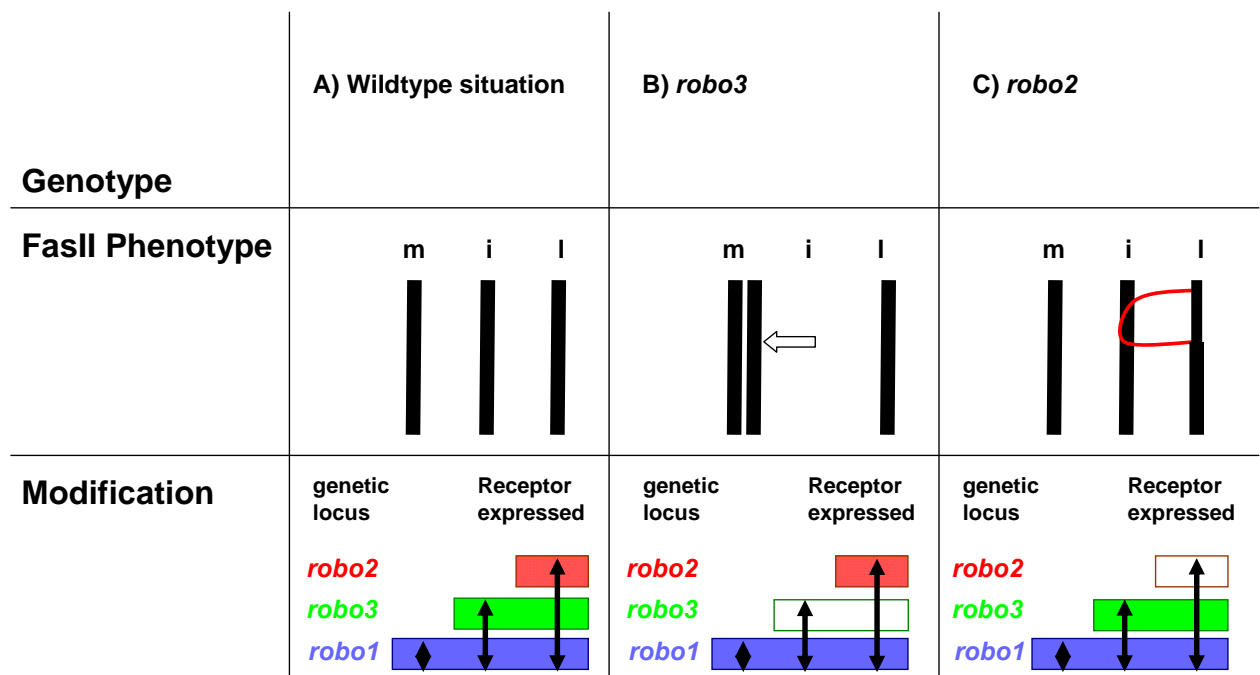 A) Wildtype situation
B) robo3
C) robo2
Genotype
FasII Phenotype
m i l
m i l
m i l
Modification
genetic
locus
Receptor
expressed
robo2
robo3
robo1
genetic
locus
Receptor
expressed
robo2
robo3
robo1
genetic
locus
Receptor
expressed
robo2
robo3
robo1